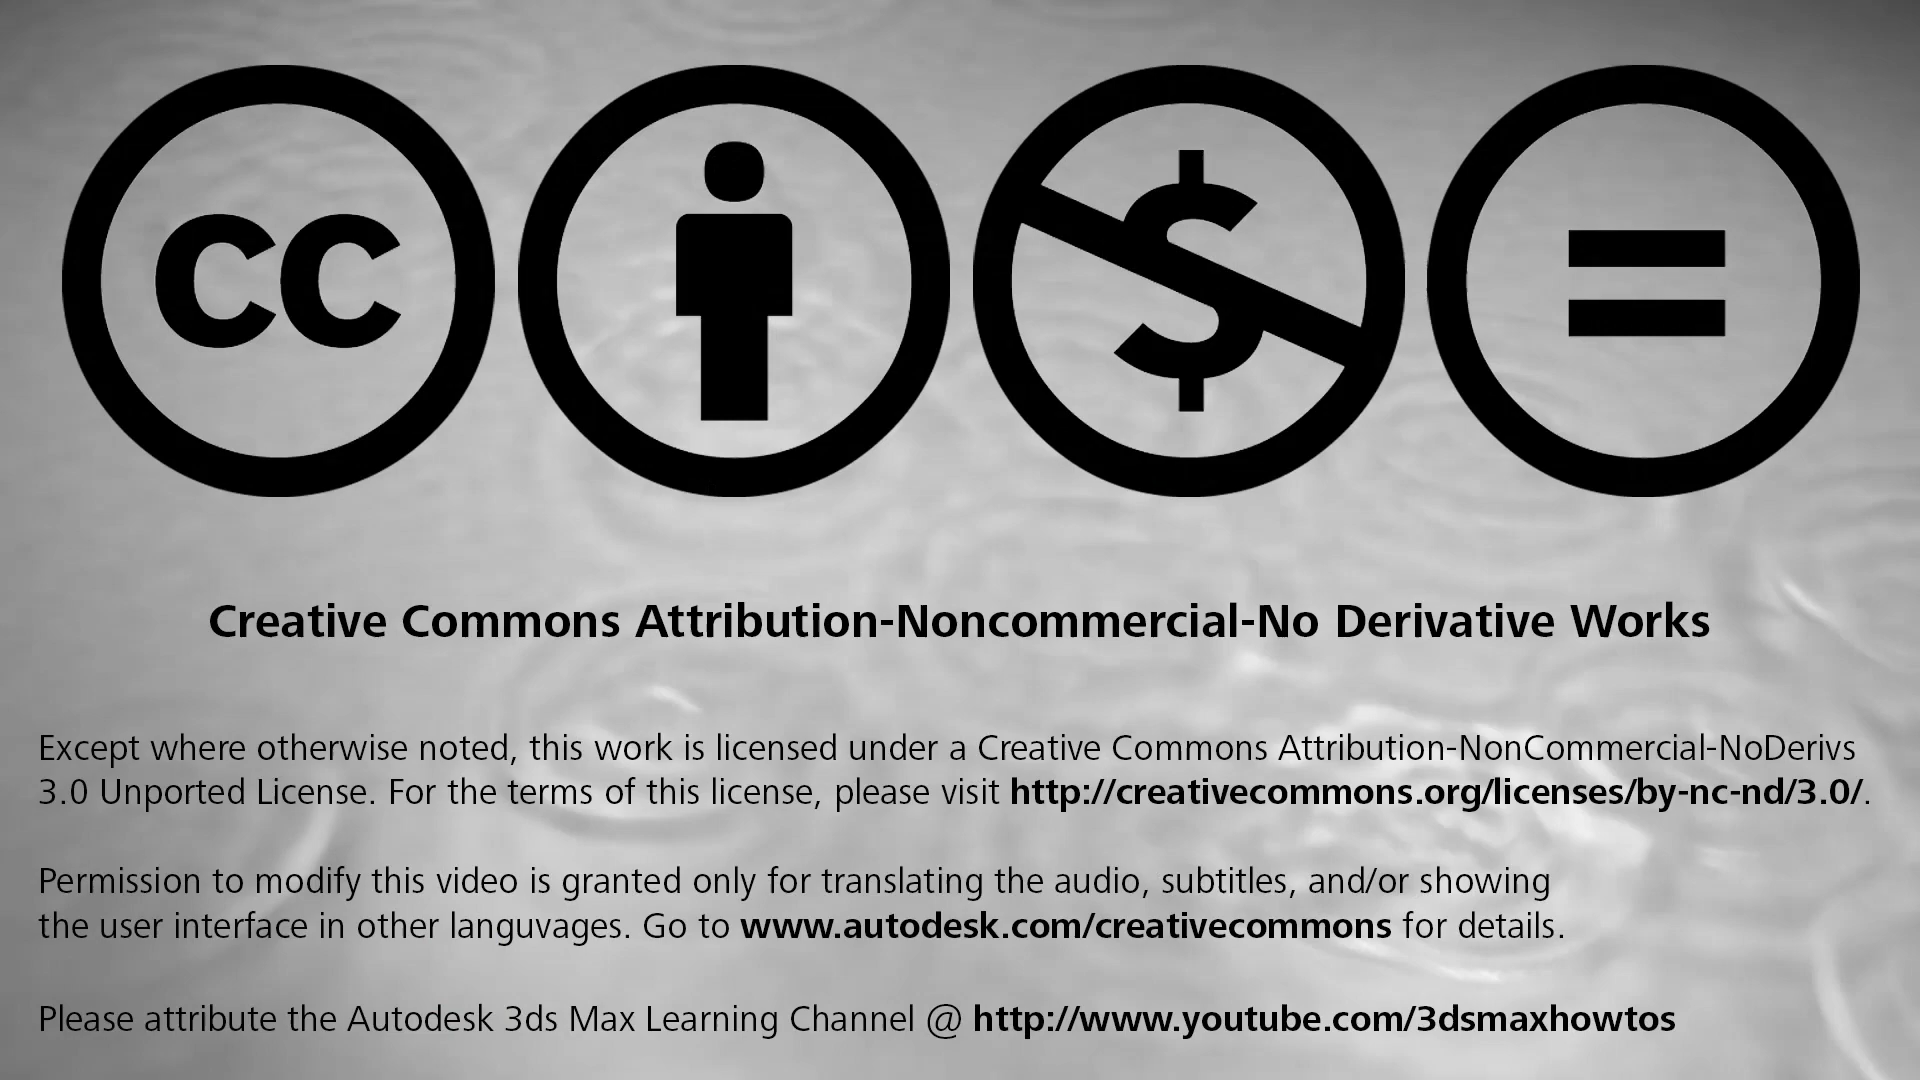 cc
$
=
Creative Commons Attribution-Noncommercial-No Derivative Works
Except where otherwise noted, this work is licensed under a Creative Commons Attribution-NonCommercial-NoDerivs
3.0 Unported License. For the terms of this license, please visit http://creativecommons.org/licenses/by-nc-nd/3.0/.
Permission to modify this video is granted only for translating the audio, subtitles, and/or showing
the user interface in other languvages. Go to www.autodesk.com/creativecommons for details.
Please attribute the Autodesk 3ds Max Learning Channel @ http://www.youtube.com/3dsmaxhowtos